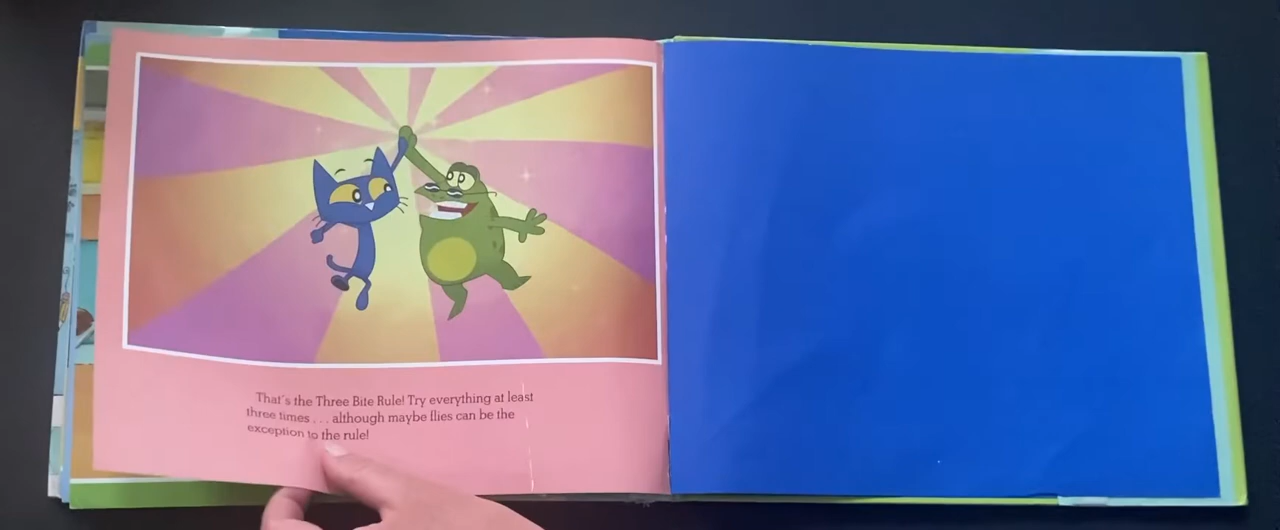 That's the Three Bite Rule! Try everything at least
three times . . . although maybe flies can be the
exception to the rule!